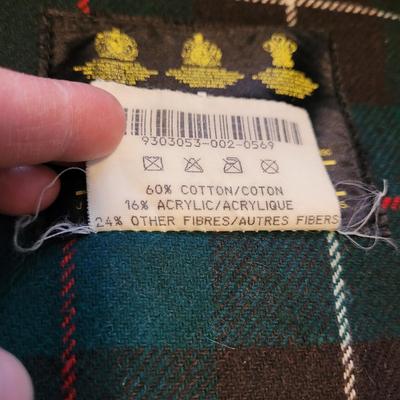 9303053-002-0569
60% COTTON/COTON
16% ACRYLIC/ACRYLIQUE
24% OTHER FIBRES/AUTRES FIBERS